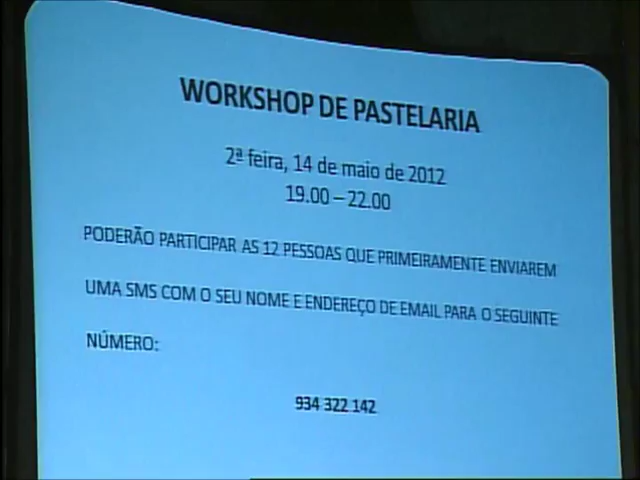 WORKSHOP DE PASTELARIA
2ª feira, 14 de maio de 2012
19.00 – 22.00
PODERÃO PARTICIPAR AS 12 PESSOAS QUE PRIMEIRAMENTE ENVIAREM
UMA SMS COM O SEU NOME E ENDEREÇO DE EMAIL PARA O SEGUINTE
NÚMERO:
934 322 142